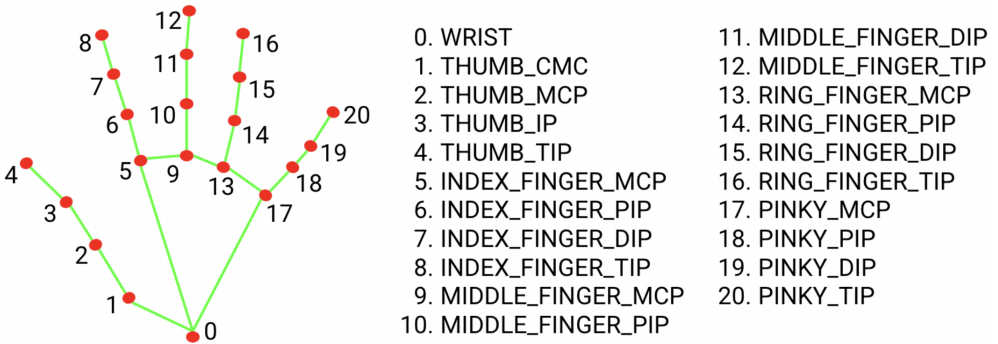 12
8
16
11
7
15
10
6
14
20
19
4
5
9
13
18
3
17
2
1
0
0. WRIST
1. THUMB_CMC
2. THUMB_MCP
3. THUMB_IP
4. THUMB_TIP
5. INDEX_FINGER_MCP
6. INDEX_FINGER_PIP
7. INDEX_FINGER_DIP
8. INDEX_FINGER_TIP
9. MIDDLE_FINGER_MCP
10. MIDDLE_FINGER_PIP
11. MIDDLE_FINGER_DIP
12. MIDDLE_FINGER_TIP
13. RING_FINGER_MCP
14. RING_FINGER_PIP
15. RING_FINGER_DIP
16. RING_FINGER_TIP
17. PINKY_MCP
18. PINKY_PIP
19. PINKY_DIP
20. PINKY_TIP